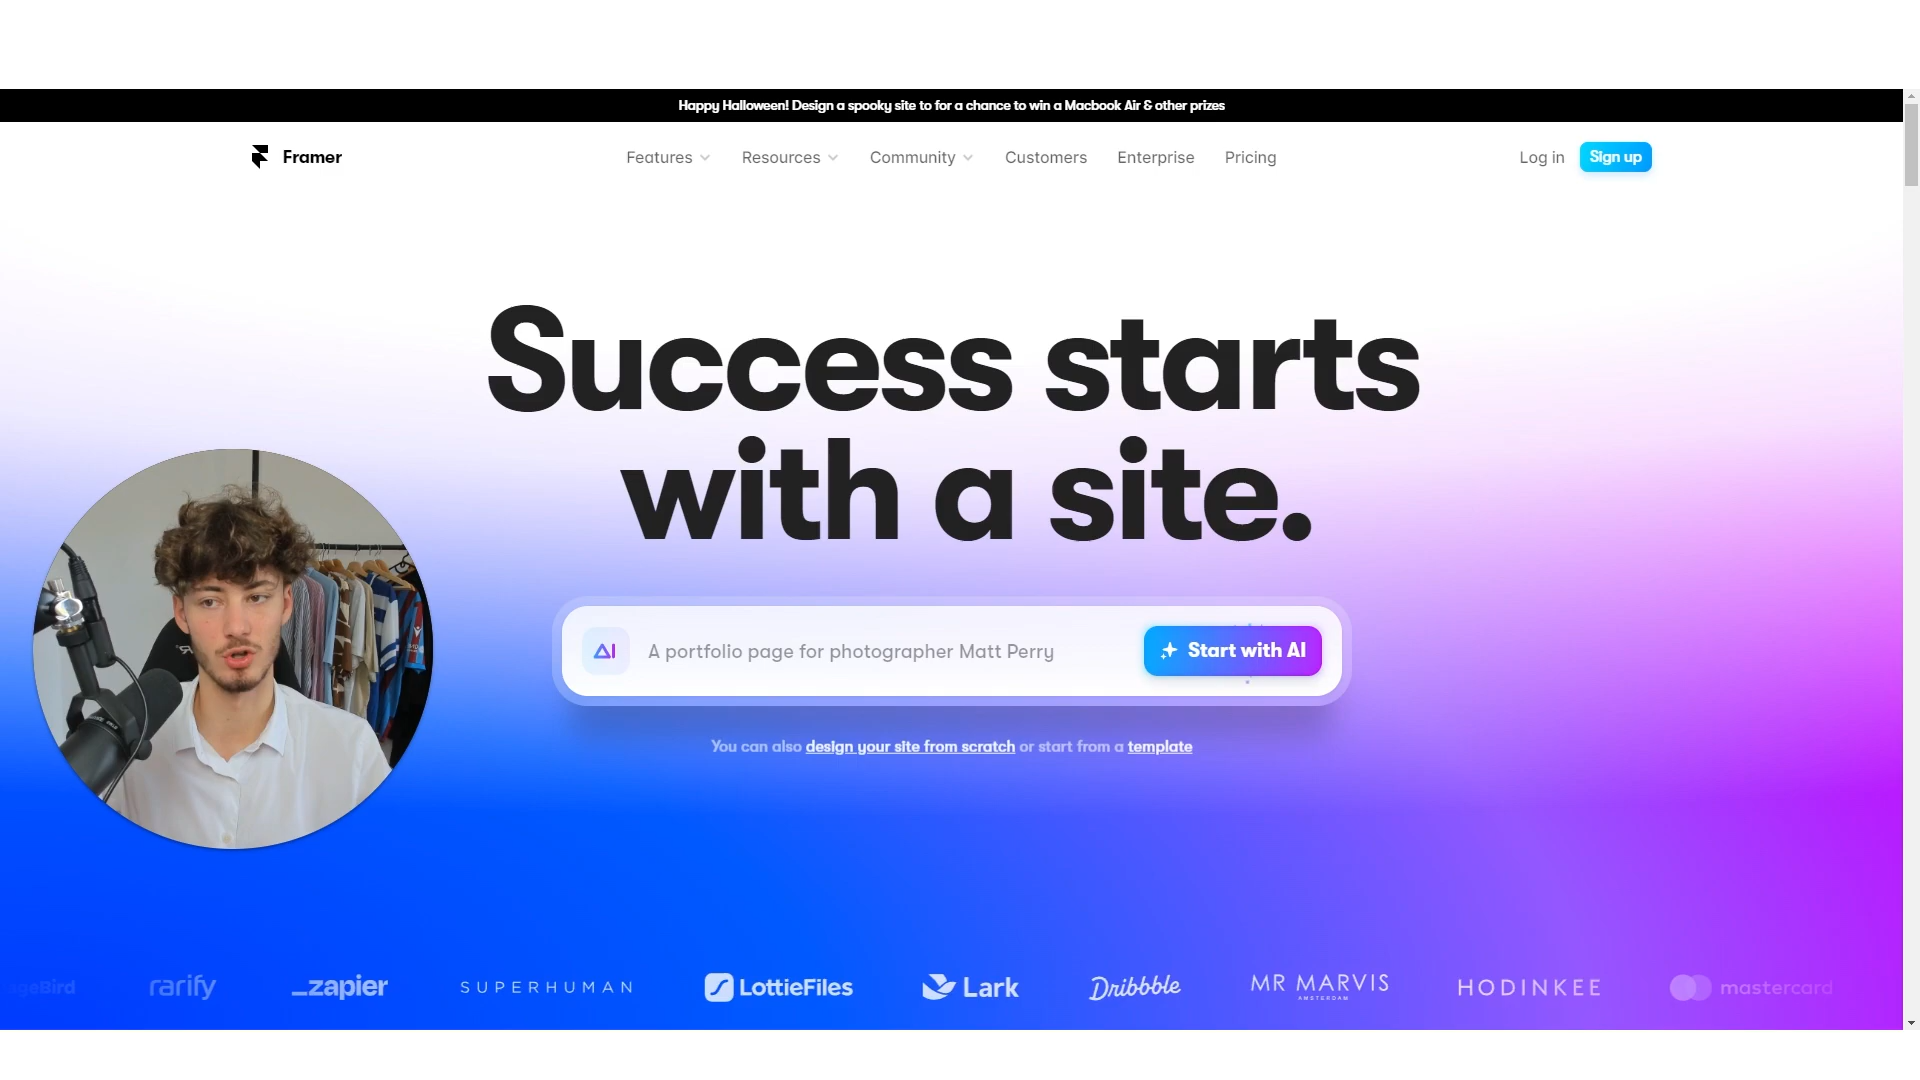 Happy Halloween! Design a spooky site to for a chance to win a Macbook Air & other prizes
Framer
Features
Resources
Community
Customers
Enterprise
Pricing
Log in
Sign up
Success starts
with a site.
AI
A portfolio page for photographer Matt Perry
Start with AI
You can also design your site from scratch or start from a template
rarify
zapier
SUPERHUMAN
LottieFiles
Lark
Dribbble
MR MARVIS
AMSTERDAM
HODINKEE
mastercard